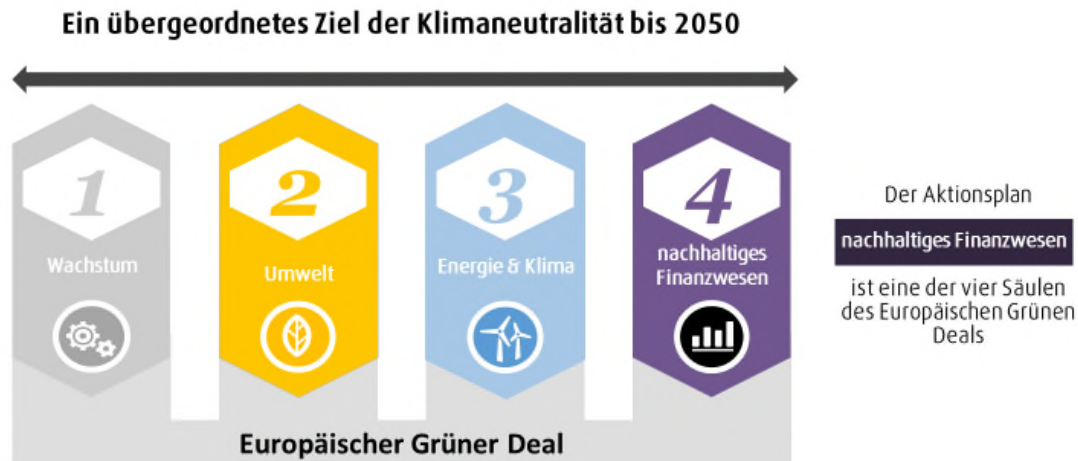 Ein übergeordnetes Ziel der Klimaneutralität bis 2050
1
Wachstum
2
Umwelt
3
Energie & Klima
4
nachhaltiges
Finanzwesen
Der Aktionsplan
nachhaltiges Finanzwesen
ist eine der vier Säulen
des Europäischen Grünen
Deals
Europäischer Grüner Deal